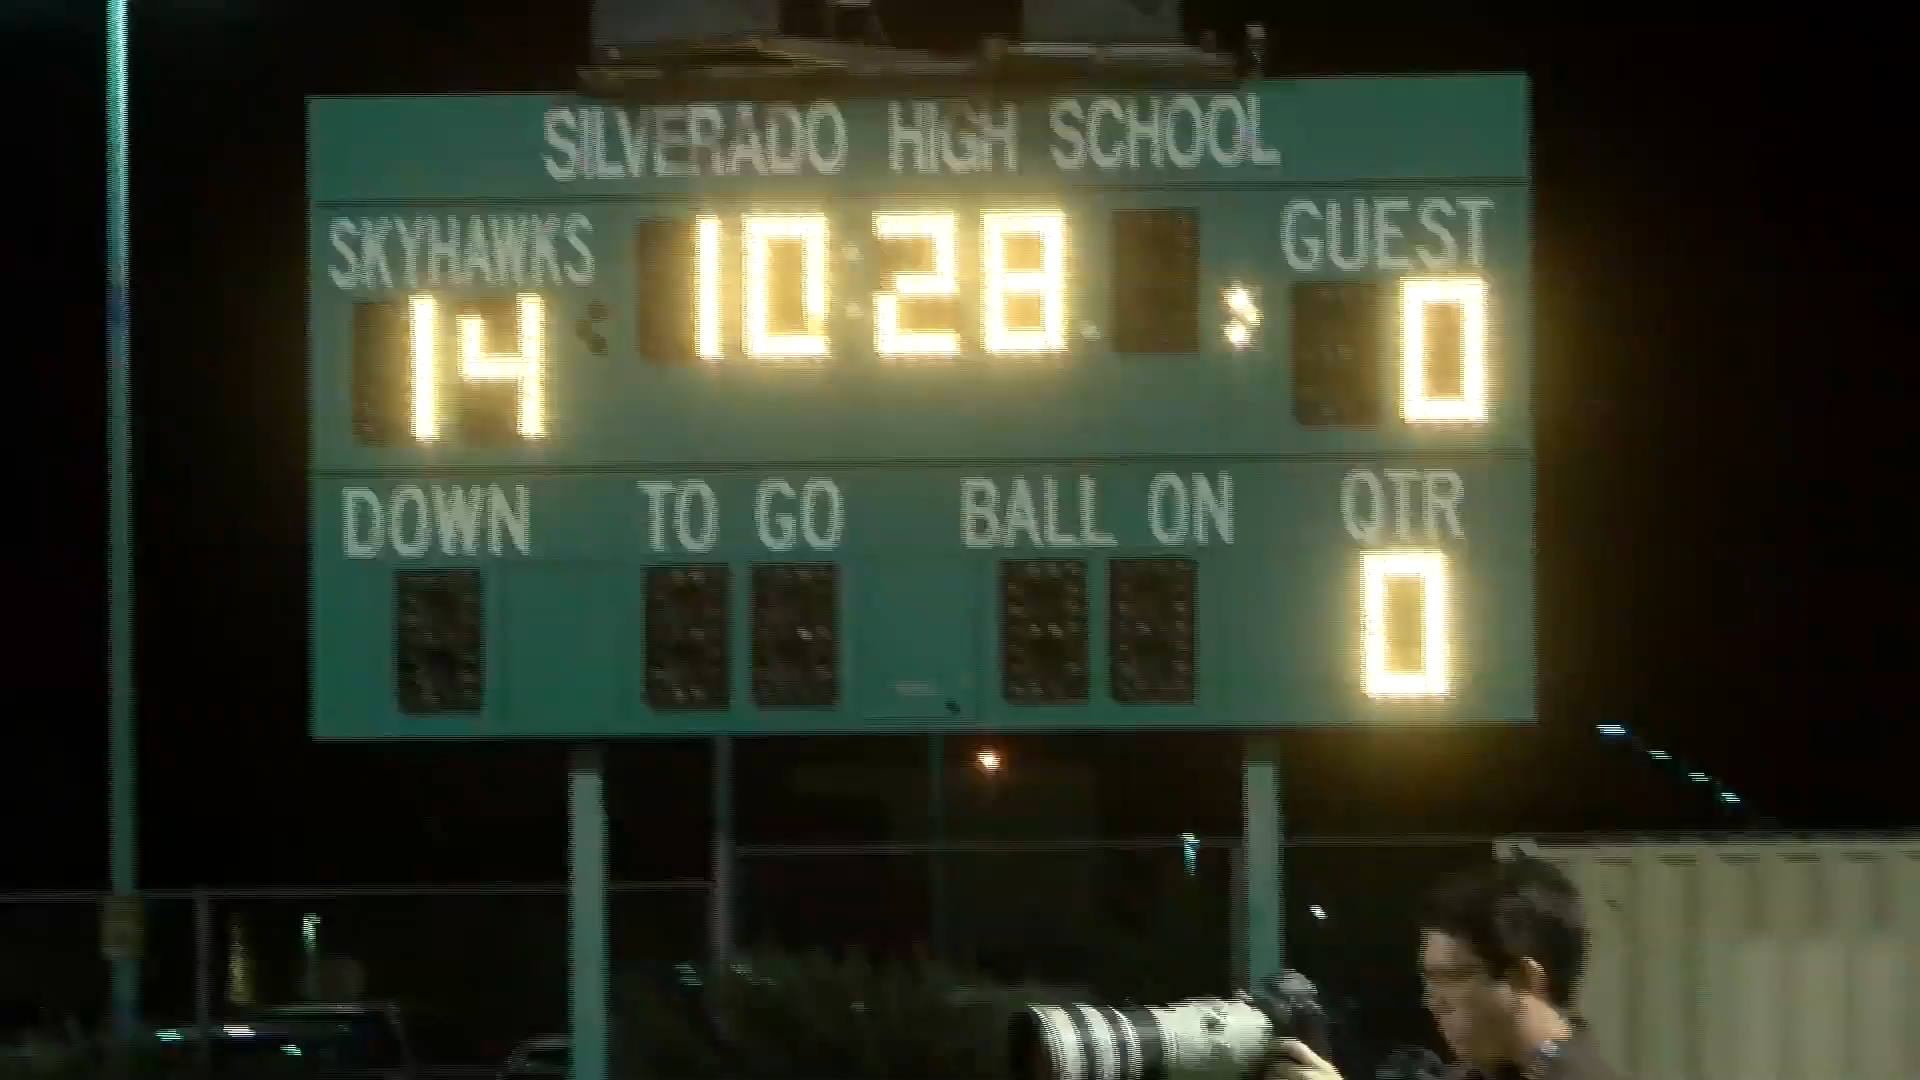 SILVERADO HIGH SCHOOL
SKYHAWKS 10:28 GUEST
14 0
DOWN TO GO BALL ON QTR
0